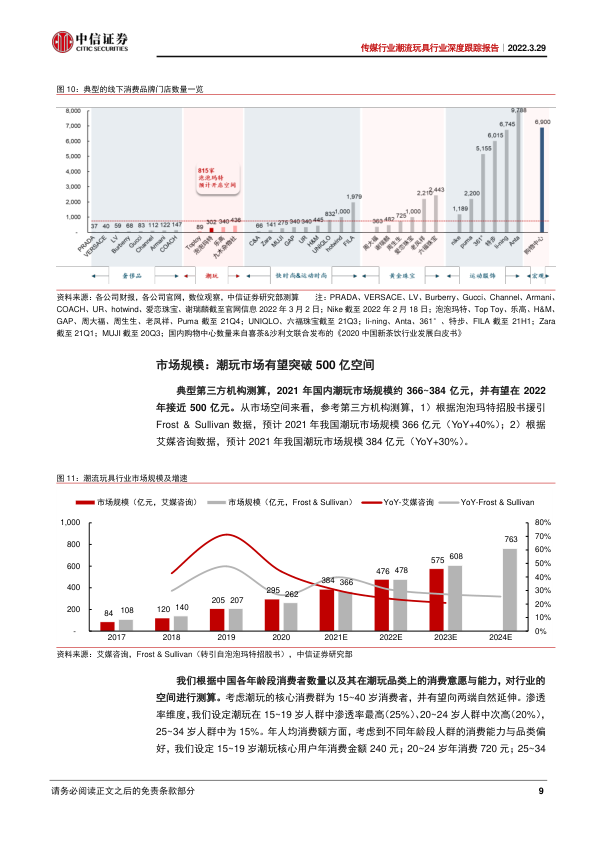 中信证券
CITIC SECURITIES
传媒行业潮流玩具行业深度跟踪报告｜2022.3.29
图 10：典型的线下消费品牌门店数量一览
8,000
7,000
6,000
5,000
4,000
3,000
2,000
1,000
-
815家
泡泡玛特
预计开店空间
37 40 59 68 83 112 122 147 89 302 340 436 66 141 275 340 340 445 832 1,000 1,979 363 482 725 1,000 2,210 2,443 1,189 2,200 5,155 6,015 6,745 9,788 6,900
PRADA VERSACE LV Burberry Gucci Channel Armani COACH Toptoy 泡泡玛特 乐高 九木杂物社 C&A Zara MUJI GAP UR H&M UNIQLO hotwind FILA 周大福 谢瑞麟 周生生 爱恋珠宝 老凤祥 六福珠宝 nike puma 361° 特步 li-ning Anta 购物中心
奢侈品 潮玩 快时尚&运动时尚 黄金珠宝 运动服饰 宏观
资料来源：各公司财报，各公司官网，数位观察，中信证券研究部测算 注：PRADA、VERSACE、LV，Burberry、Gucci、Channel、Armani、
COACH、UR、hotwind、爱恋珠宝、谢瑞麟截至官网信息 2022 年 3 月 2 日；Nike 截至 2022 年 2 月 18 日；泡泡玛特、Top Toy、乐高、H&M、
GAP、周大福、周生生、老凤祥、Puma 截至 21Q4；UNIQLO、六福珠宝截至 21Q3；li-ning、Anta、361°、特步、FILA 截至 21H1；Zara
截至 21Q1；MUJI 截至 20Q3；国内购物中心数量来自喜茶&沙利文联合发布的《2020 中国新茶饮行业发展白皮书》
市场规模：潮玩市场有望突破 500 亿空间
典型第三方机构测算，2021 年国内潮玩市场规模约 366~384 亿元，并有望在 2022
年接近 500 亿元。从市场空间来看，参考第三方机构测算，1）根据泡泡玛特招股书援引
Frost & Sullivan 数据，预计 2021 年我国潮玩市场规模 366 亿元（YoY+40%）；2）根据
艾媒咨询数据，预计 2021 年我国潮玩市场规模 384 亿元（YoY+30%）。
图 11：潮流玩具行业市场规模及增速
市场规模（亿元，艾媒咨询） 市场规模（亿元，Frost & Sullivan） YoY-艾媒咨询 YoY-Frost & Sullivan
1,000
800
600
400
200
-
84 108 120 140 205 207 295 262 384 366 476 478 575 608 763
80%
70%
60%
50%
40%
30%
20%
10%
0%
2017 2018 2019 2020 2021E 2022E 2023E 2024E
资料来源：艾媒咨询，Frost & Sullivan（转引自泡泡玛特招股书），中信证券研究部
我们根据中国各年龄段消费者数量以及其在潮玩品类上的消费意愿与能力，对行业的
空间进行测算。考虑潮玩的核心消费群为 15~40 岁消费者，并有望向两端自然延伸。渗透
率维度，我们设定潮玩在 15~19 岁人群中渗透率最高（25%）、20~24 岁人群中次高（20%），
25~34 岁人群中为 15%。年人均消费额方面，考虑到不同年龄段人群的消费能力与品类偏
好，我们设定 15~19 岁潮玩核心用户年消费金额 240 元；20~24 岁年消费 720 元；25~34
请务必阅读正文之后的免责条款部分
9